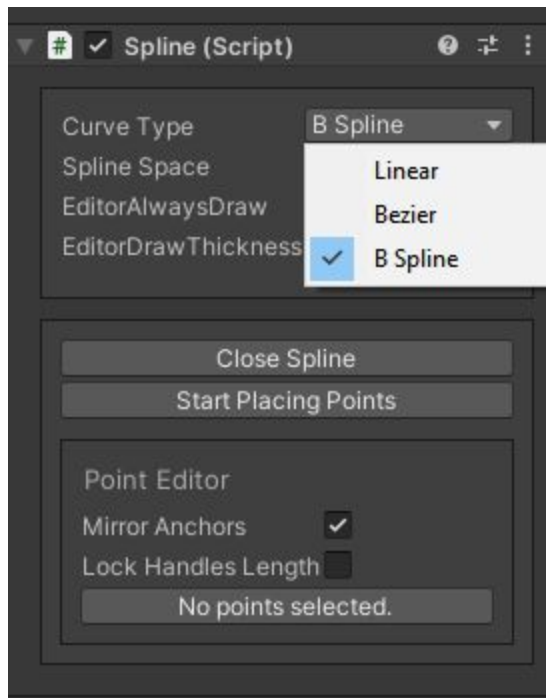 # Spline (Script)
Curve Type B Spline
Spline Space
Linear
EditorAlwaysDraw
Bezier
EditorDrawThickness
B Spline
Close Spline
Start Placing Points
Point Editor
Mirror Anchors
Lock Handles Length
No points selected.